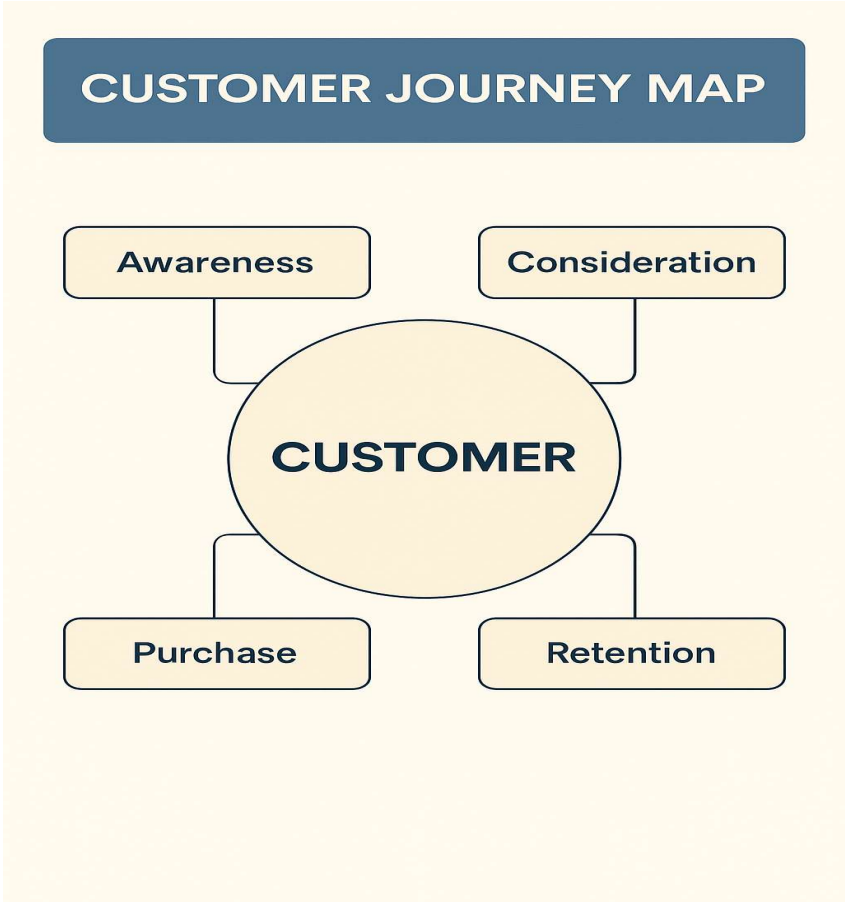 CUSTOMER JOURNEY MAP
Awareness
Consideration
CUSTOMER
Purchase
Retention